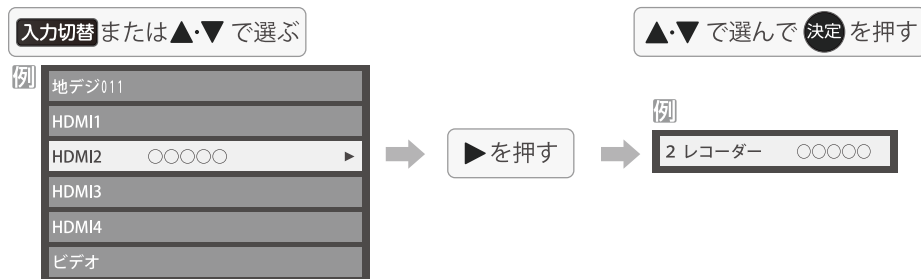 入力切替 または▲・▼ で選ぶ
例
地デジ011
HDMI1
HDMI2 ○○○○○ ▶
HDMI3
HDMI4
ビデオ
▶を押す
▲・▼ で選んで 決定 を押す
例
2 レコーダー ○○○○○